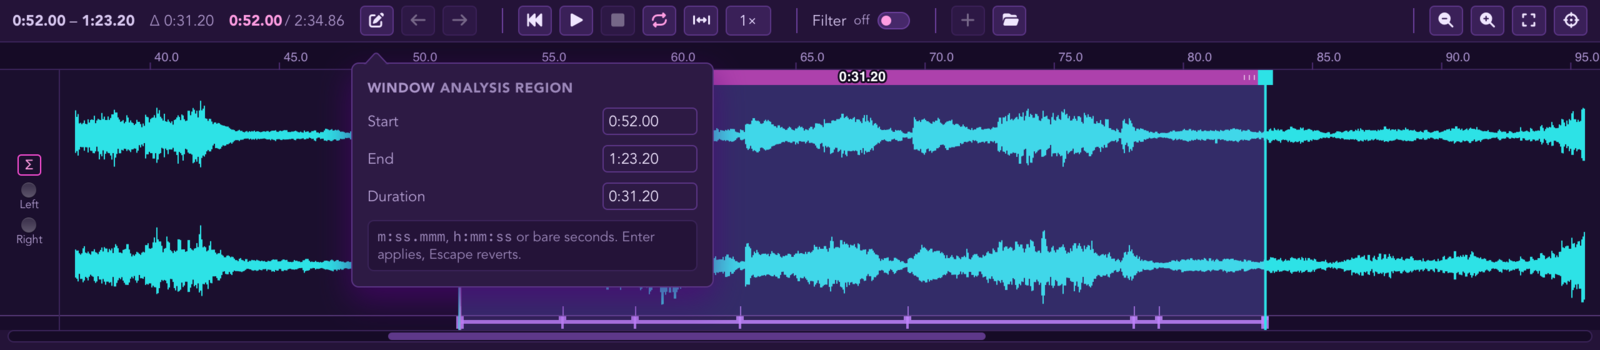 0:52.00 – 1:23.20 Δ 0:31.20 0:52.00 / 2:34.86 1× Filter off
40.0 45.0 50.0 55.0 60.0 65.0 70.0 75.0 80.0 85.0 90.0 95.0
0:31.20
WINDOW ANALYSIS REGION
Start 0:52.00
End 1:23.20
Duration 0:31.20
m:ss.mmm, h:mm:ss or bare seconds. Enter
applies, Escape reverts.
Σ
Left
Right